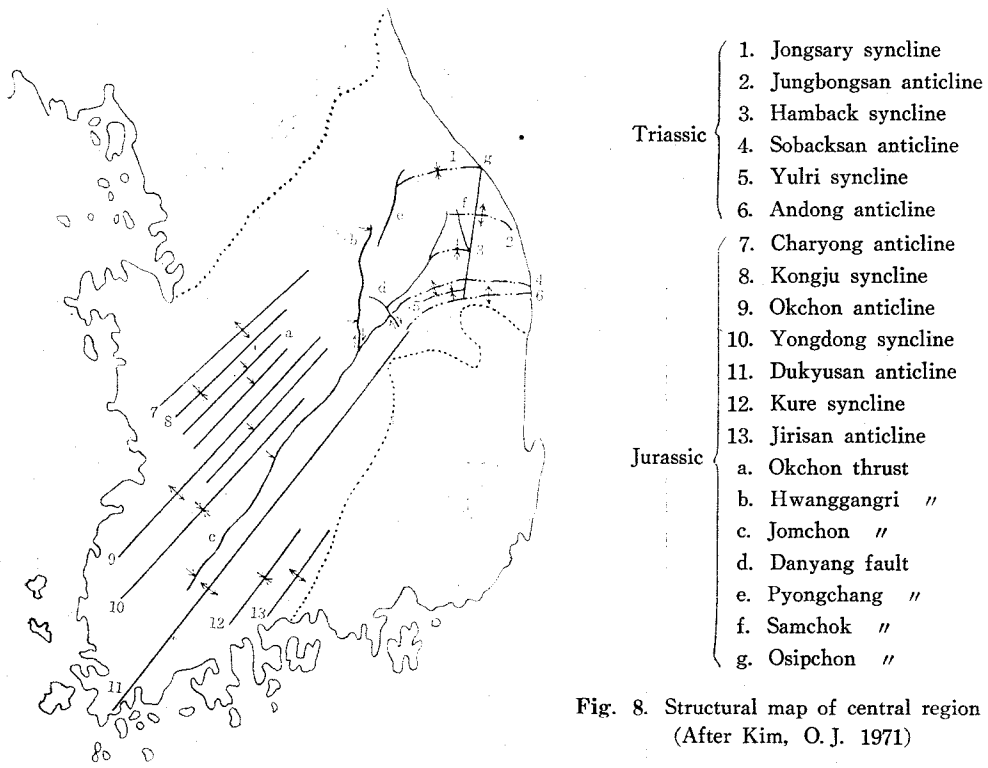 1
g
e
f
b
2
3
d
4
5
6
a
7
8
c
9
10
12
13
11
Triassic
1. Jongsary syncline
2. Jungbongsan anticline
3. Hamback syncline
4. Sobacksan anticline
5. Yulri syncline
6. Andong anticline
Jurassic
7. Charyong anticline
8. Kongju syncline
9. Okchon anticline
10. Yongdong syncline
11. Dukyusan anticline
12. Kure syncline
13. Jirisan anticline
a. Okchon thrust
b. Hwanggangri 〃
c. Jomchon 〃
d. Danyang fault
e. Pyongchang 〃
f. Samchok 〃
g. Osipchon 〃
Fig. 8. Structural map of central region
(After Kim, O. J. 1971)